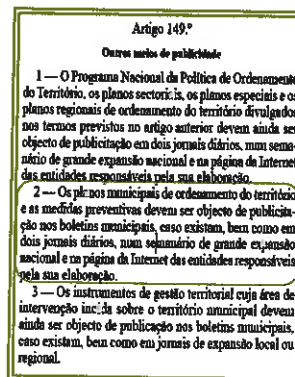 Artigo 149.º
Outros meios de publicidade
1 — O Programa Nacional da Política de Ordenamento
do Território, os planos sectoriais, os planos especiais e os
planos regionais de ordenamento do território divulgados
nos termos previstos no artigo anterior devem ainda ser
objecto de publicitação em dois jornais diários, num sema-
nário de grande expansão nacional e na página da Internet
das entidades responsáveis pela sua elaboração.
2 — Os planos municipais de ordenamento do território
e as medidas preventivas devem ser objecto de publicita-
ção nos boletins municipais, caso existam, bem como em
dois jornais diários, num semanário de grande expansão
nacional e na página da Internet das entidades responsáveis
pela sua elaboração.
3 — Os instrumentos de gestão territorial cuja área de
intervenção incida sobre o território municipal devem
ainda ser objecto de publicação nos boletins municipais,
caso existam, bem como em jornais de expansão local ou
regional.